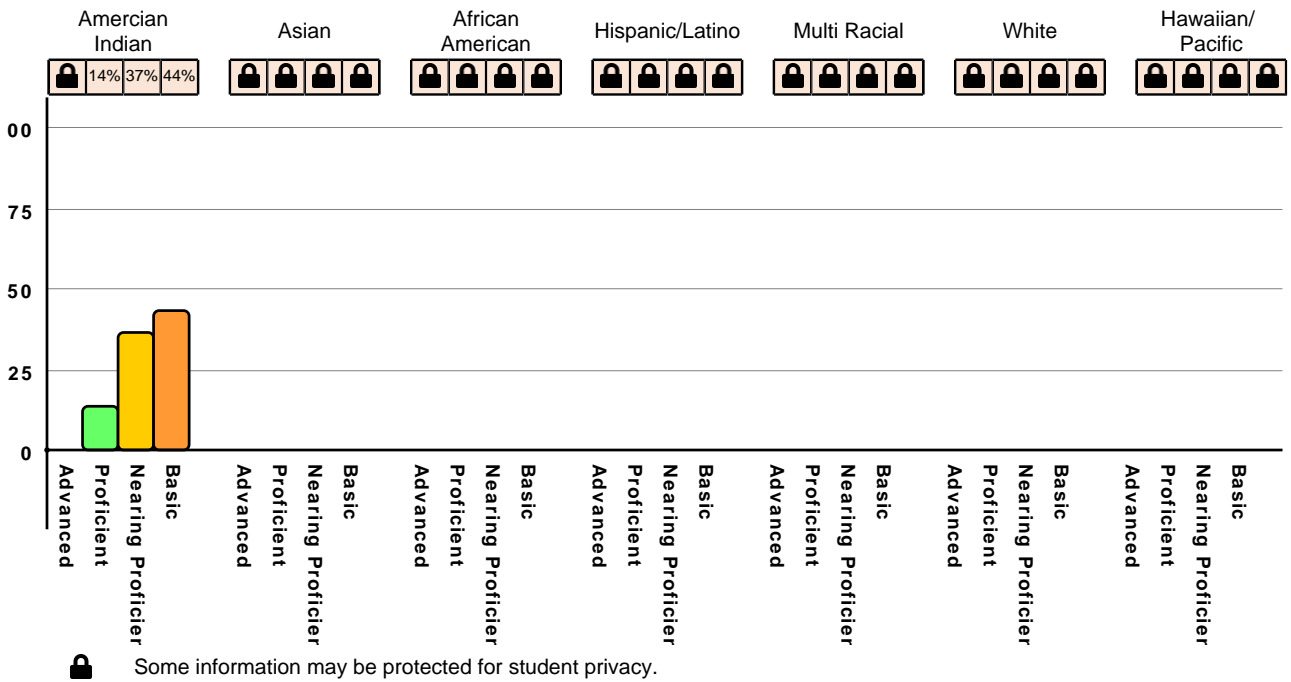 Amercian
Indian
Asian
African
American
Hispanic/Latino
Multi Racial
White
Hawaiian/
Pacific
14% 37% 44%
00
75
50
25
0
Advanced
Proficient
Nearing Proficier
Basic
Advanced
Proficient
Nearing Proficier
Basic
Advanced
Proficient
Nearing Proficier
Basic
Advanced
Proficient
Nearing Proficier
Basic
Advanced
Proficient
Nearing Proficier
Basic
Advanced
Proficient
Nearing Proficier
Basic
Advanced
Proficient
Nearing Proficier
Basic
Some information may be protected for student privacy.